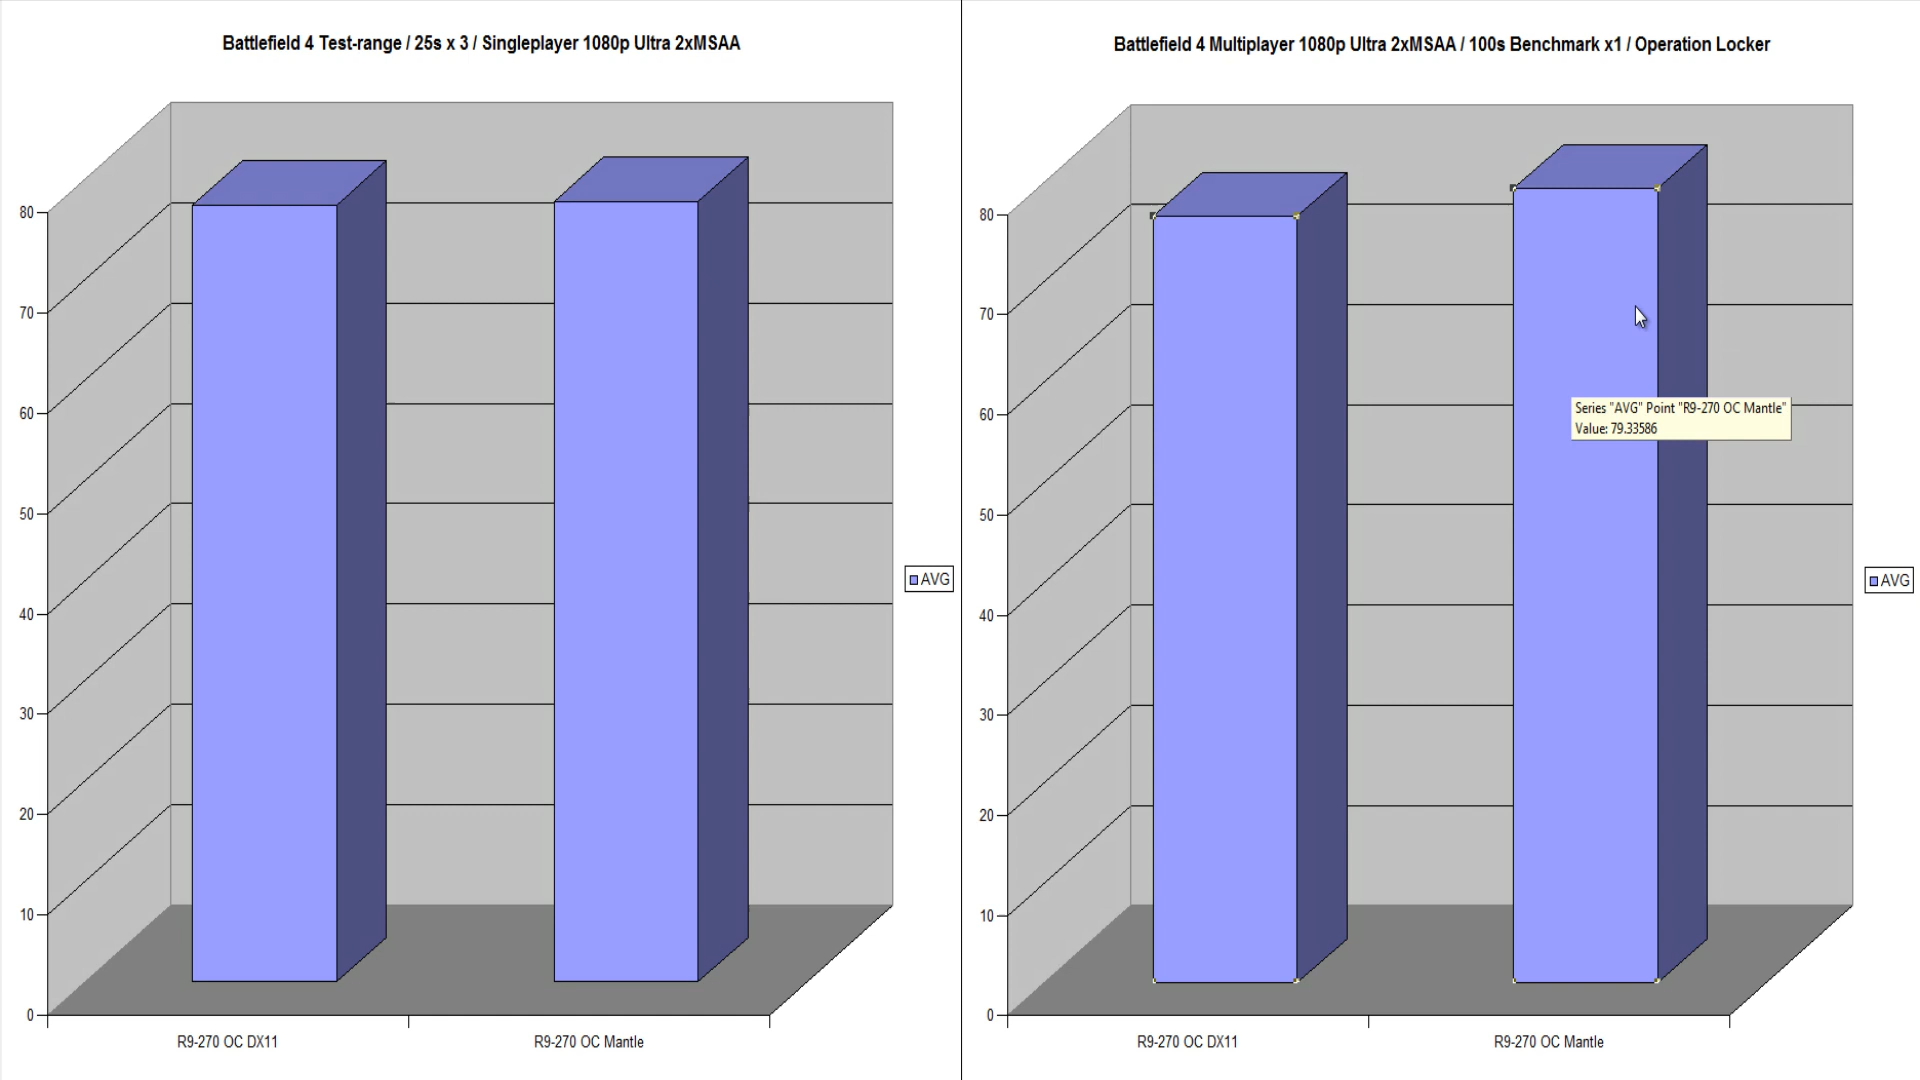 Battlefield 4 Test-range / 25s x 3 / Singleplayer 1080p Ultra 2xMSAA
80
70
60
50
40
30
20
10
0
R9-270 OC DX11
R9-270 OC Mantle
AVG
Battlefield 4 Multiplayer 1080p Ultra 2xMSAA / 100s Benchmark x1 / Operation Locker
80
70
60
50
40
30
20
10
0
Series "AVG" Point "R9-270 OC Mantle"
Value: 79.33586
R9-270 OC DX11
R9-270 OC Mantle
AVG